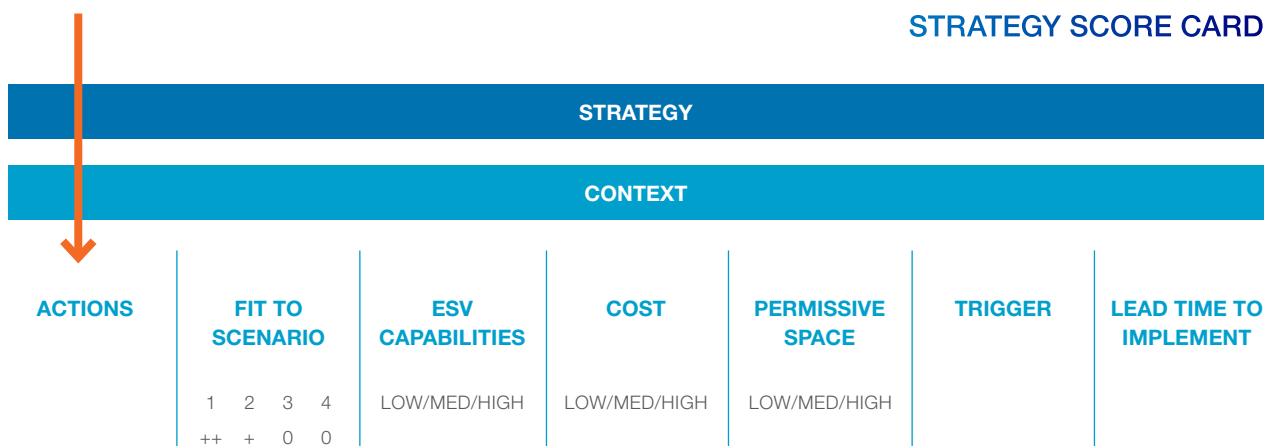 STRATEGY SCORE CARD
STRATEGY
CONTEXT
ACTIONS
FIT TO
SCENARIO
1 2 3 4
++ + 0 0
ESV
CAPABILITIES
LOW/MED/HIGH
COST
LOW/MED/HIGH
PERMISSIVE
SPACE
LOW/MED/HIGH
TRIGGER
LEAD TIME TO
IMPLEMENT